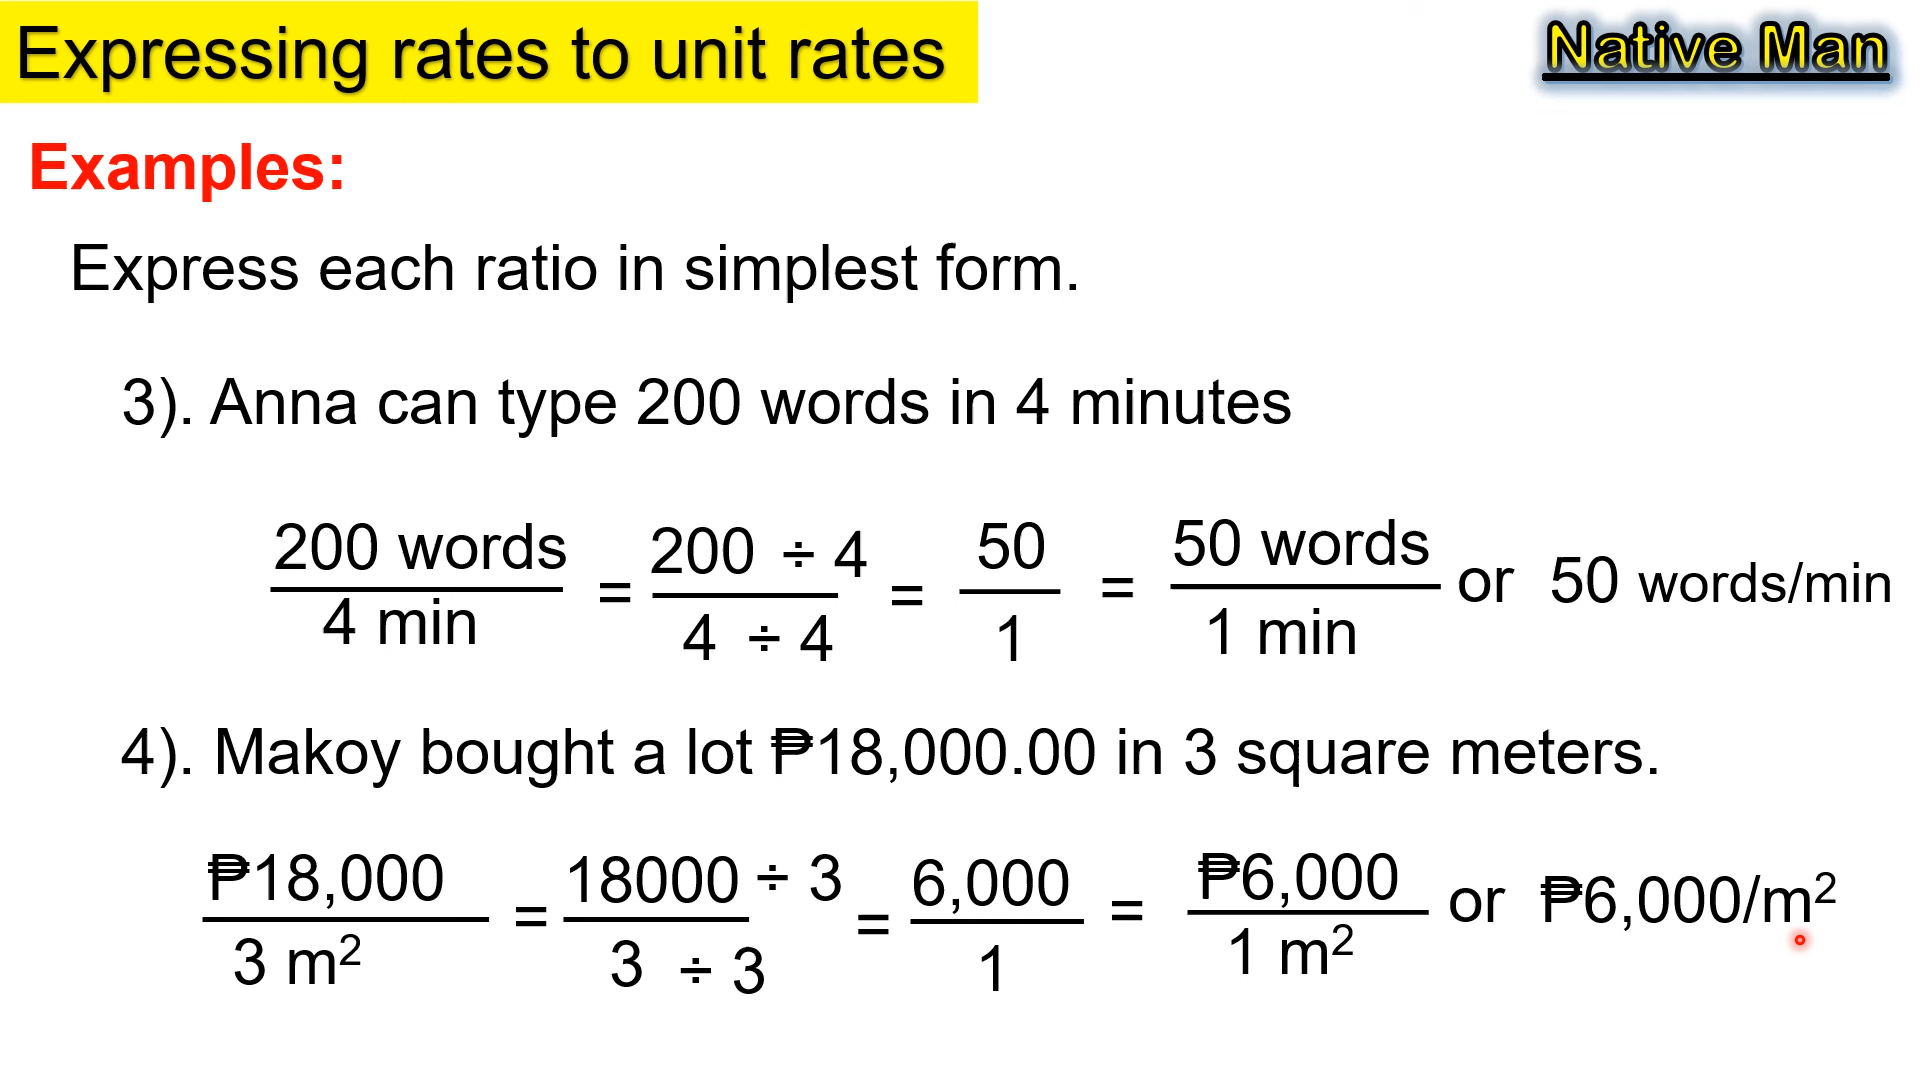 Expressing rates to unit rates
Native Man
Examples:
Express each ratio in simplest form.
3). Anna can type 200 words in 4 minutes
200 words / 4 min = 200 ÷ 4 / 4 ÷ 4 = 50 / 1 = 50 words / 1 min or 50 words/min
4). Makoy bought a lot ₱18,000.00 in 3 square meters.
₱18,000 / 3 m² = 18000 ÷ 3 / 3 ÷ 3 = 6,000 / 1 = ₱6,000 / 1 m² or ₱6,000/m²